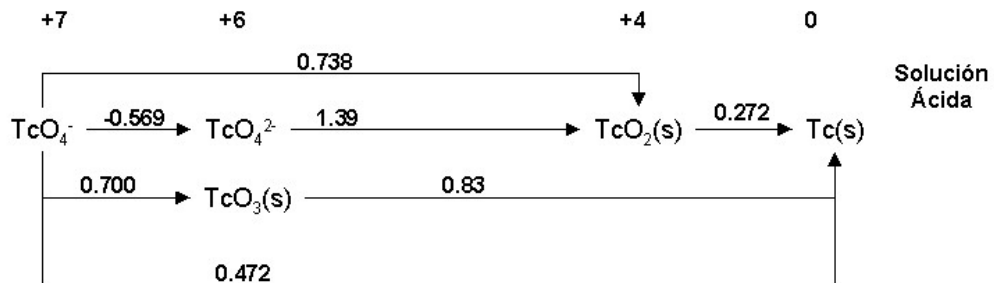 +7 +6 +4 0
0.738
Solución
Ácida
TcO₄⁻ -0.569 TcO₄²⁻ 1.39 TcO₂(s) 0.272 Tc(s)
0.700 TcO₃(s) 0.83
0.472